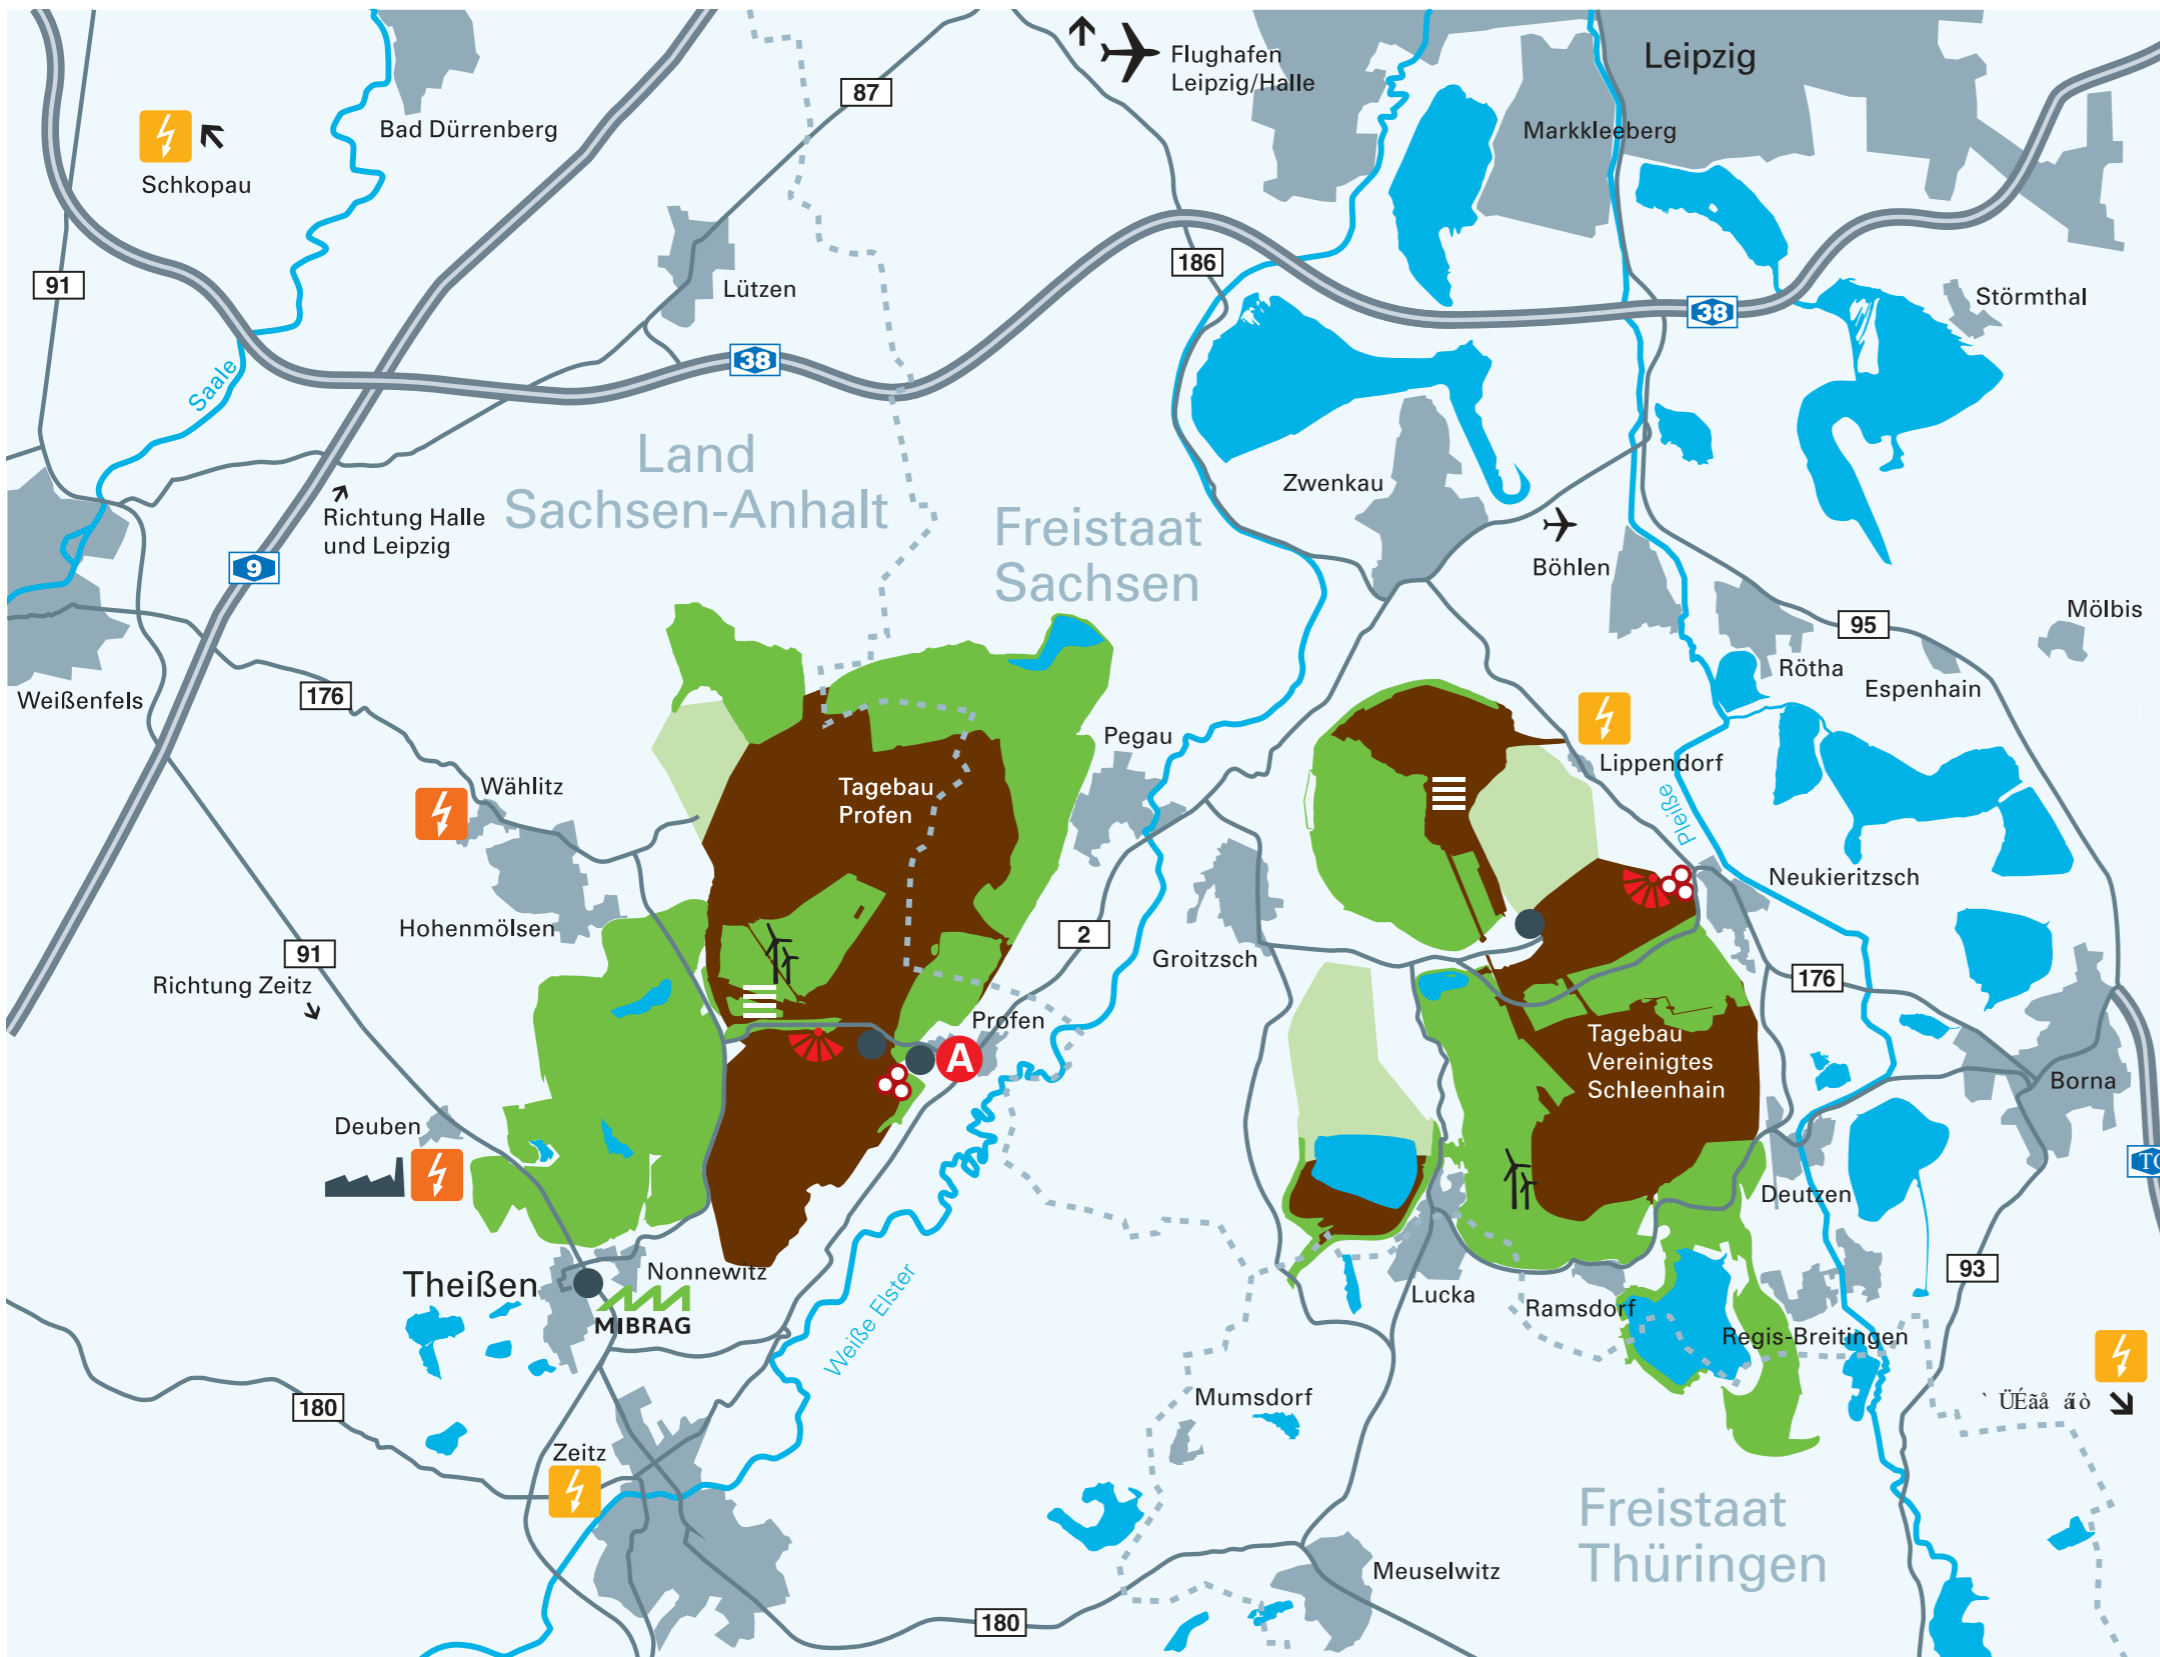 Leipzig
Flughafen
Leipzig/Halle
87
Bad Dürrenberg
Markkleeberg
Schkopau
186
91
Lützen
38
Störmthal
38
Saale
Land
Sachsen-Anhalt
Zwenkau
Richtung Halle
und Leipzig
Freistaat
Sachsen
9
Böhlen
Mölbis
95
Rötha
Espenhain
Weißenfels
176
Pegau
Lippendorf
Wählitz
Tagebau
Profen
Pleiße
Neukieritzsch
Hohenmölsen
2
Groitzsch
91
Richtung Zeitz
176
Profen
A
Tagebau
Vereinigtes
Schleenhain
Borna
Deuben
Deutzen
Theißen
Nonnewitz
MIBRAG
Weiße Elster
Lucka
Ramsdorf
93
Regis-Breitingen
180
Mumsdorf
` ÜÉãå áíò
Zeitz
Freistaat
Thüringen
Meuselwitz
180